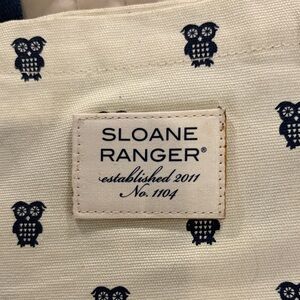 SLOANE
RANGER®
established 2011
No. 1104